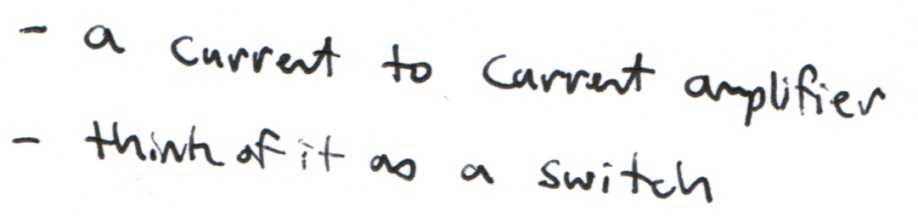 - a current to current amplifier
- think of it as a switch